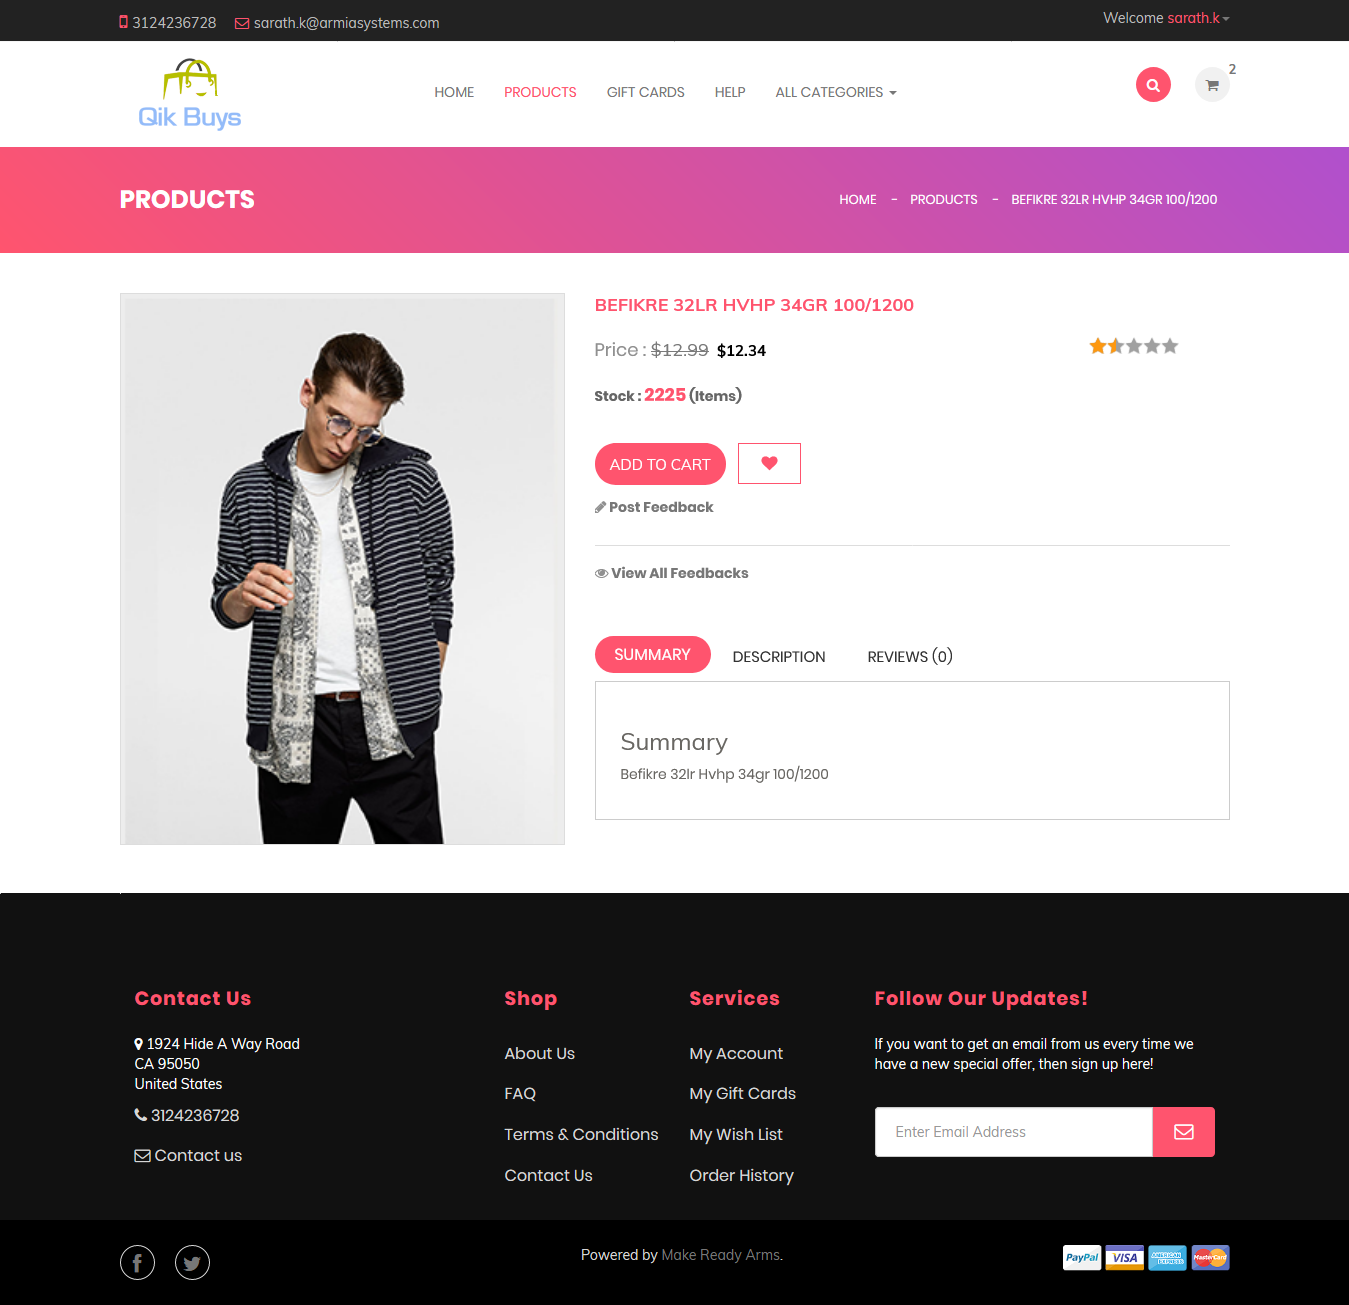 3124236728 sarath.k@armiasystems.com Welcome sarath.k
Qik Buys
HOME PRODUCTS GIFT CARDS HELP ALL CATEGORIES
2
PRODUCTS
HOME - PRODUCTS - BEFIKRE 32LR HVHP 34GR 100/1200
BEFIKRE 32LR HVHP 34GR 100/1200
Price : $12.99 $12.34
Stock : 2225 (Items)
ADD TO CART
Post Feedback
View All Feedbacks
SUMMARY DESCRIPTION REVIEWS (0)
Summary
Befikre 32lr Hvhp 34gr 100/1200
Contact Us
1924 Hide A Way Road
CA 95050
United States
3124236728
Contact us
Shop
About Us
FAQ
Terms & Conditions
Contact Us
Services
My Account
My Gift Cards
My Wish List
Order History
Follow Our Updates!
If you want to get an email from us every time we
have a new special offer, then sign up here!
Enter Email Address
Powered by Make Ready Arms.
PayPal VISA AMERICAN EXPRESS MasterCard